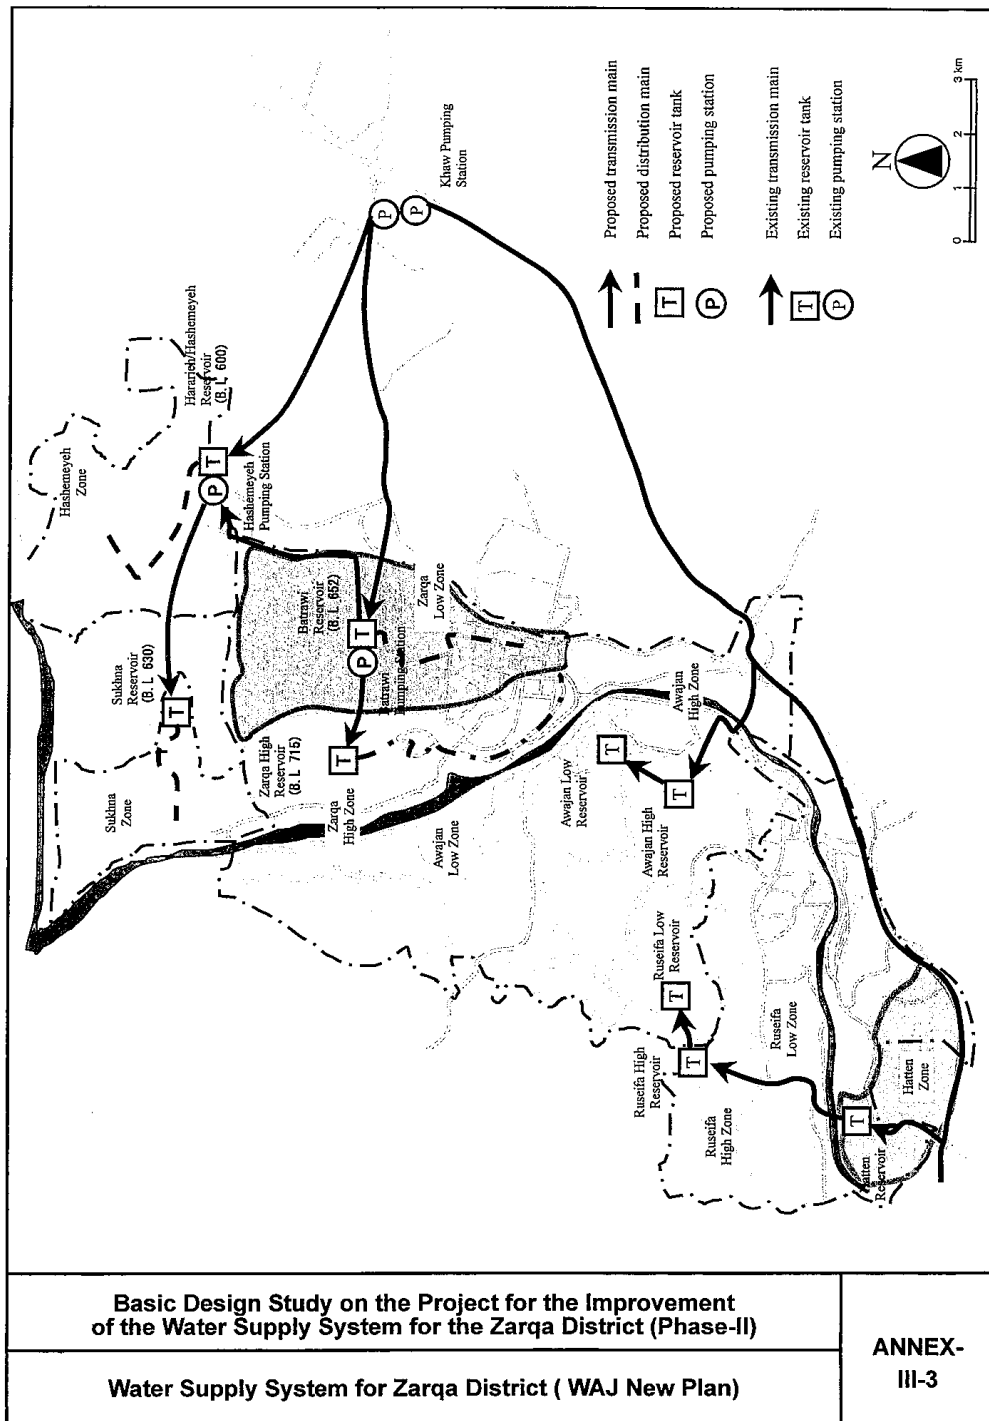 Hashemeyeh
Zone
Hararieh/Hashemeyeh
Reservoir
(B. L. 600)
Khaw Pumping
Station
Hashemeyeh
Pumping Station
Sukhna
Reservoir
(B. L. 630)
Sukhna
Zone
Batrawi
Reservoir
(B. L. 652)
Batrawi
Pumping Station
Zarqa
Low Zone
Zarqa High
Reservoir
(B. L. 715)
Zarqa
High Zone
Awajan
Low Zone
Awajan
High Zone
Awajan Low
Reservoir
Awajan High
Reservoir
Ruseifa Low
Reservoir
Ruseifa High
Reservoir
Ruseifa
Low Zone
Ruseifa
High Zone
Hatten
Zone
Hatten
Reservoir
T
P
T
T
P
T
T
P
P
T
T
T
T
T
Proposed transmission main
Proposed distribution main
T Proposed reservoir tank
P Proposed pumping station
Existing transmission main
T Existing reservoir tank
P Existing pumping station
N
0 1 2 3 km
Basic Design Study on the Project for the Improvement
of the Water Supply System for the Zarqa District (Phase-II)
Water Supply System for Zarqa District ( WAJ New Plan)
ANNEX-
III-3